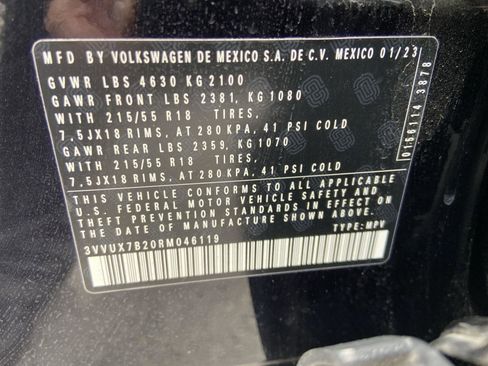 MFD BY VOLKSWAGEN DE MEXICO S.A. DE C.V. MEXICO 01/23
GVWR LBS 4630 KG 2100
GAWR FRONT LBS 2381, KG 1080
WITH 215/55 R18 TIRES,
7,5JX18 RIMS, AT 280 KPA, 41 PSI COLD
GAWR REAR LBS 2359, KG 1070
WITH 215/55 R18 TIRES,
7,5JX18 RIMS, AT 280 KPA, 41 PSI COLD
THIS VEHICLE CONFORMS TO ALL APPLICABLE
U.S. FEDERAL MOTOR VEHICLE SAFETY AND
THEFT PREVENTION STANDARDS IN EFFECT ON
THE DATE OF MANUFACTURE SHOWN ABOVE.
3VVUX7B20RM046119 TYPE: MPV
0156114 3878